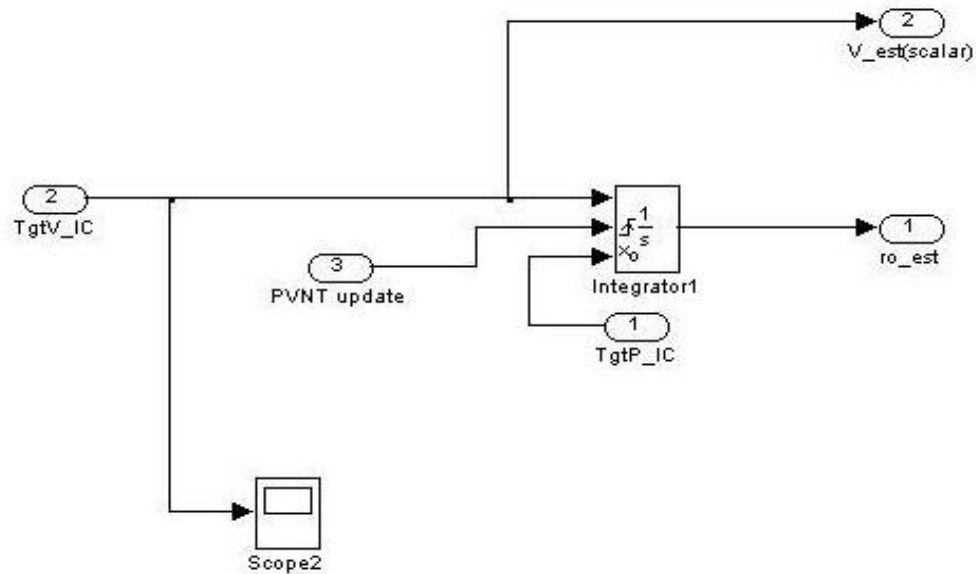 2
V_est(scalar)
2
TgtV_IC
3
PVNT update
1
s
x₀
Integrator1
1
ro_est
1
TgtP_IC
Scope2